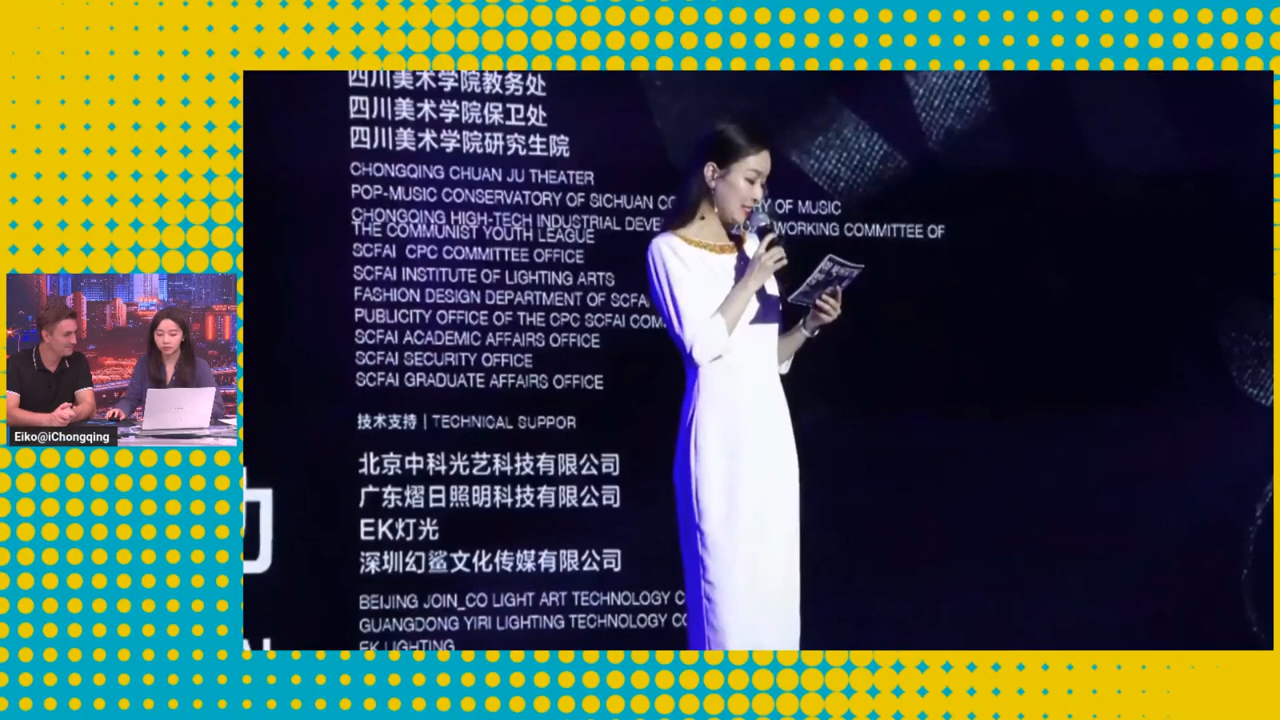 四川美术学院教务处
四川美术学院保卫处
四川美术学院研究生院
CHONGQING CHUAN JU THEATER
POP-MUSIC CONSERVATORY OF SICHUAN CO RY OF MUSIC
CHONGQING HIGH-TECH INDUSTRIAL DEVE WORKING COMMITTEE OF
THE COMMUNIST YOUTH LEAGUE
SCFAI CPC COMMITTEE OFFICE
SCFAI INSTITUTE OF LIGHTING ARTS
FASHION DESIGN DEPARTMENT OF SCFA
PUBLICITY OFFICE OF THE CPC SCFAI COM
SCFAI ACADEMIC AFFAIRS OFFICE
SCFAI SECURITY OFFICE
SCFAI GRADUATE AFFAIRS OFFICE
技术支持 | TECHNICAL SUPPOR
北京中科光艺科技有限公司
广东熠日照明科技有限公司
EK灯光
深圳幻鲨文化传媒有限公司
BEIJING JOIN_CO LIGHT ART TECHNOLOGY C
GUANGDONG YIRI LIGHTING TECHNOLOGY CO
EK LIGHTING
Eiko@iChongqing